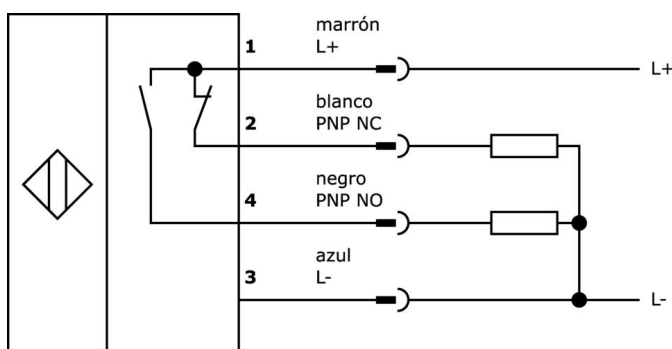 1
marrón
L+
L+
2
blanco
PNP NC
4
negro
PNP NO
3
azul
L-
L-